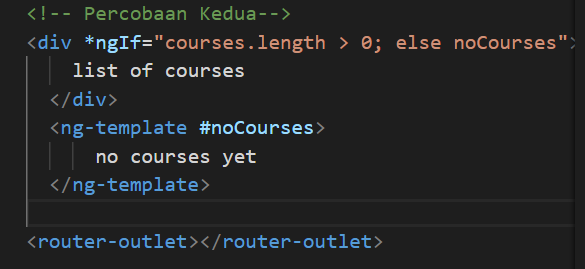 <!-- Percobaan Kedua-->
<div *ngIf="courses.length > 0; else noCourses">
list of courses
</div>
<ng-template #noCourses>
no courses yet
</ng-template>
<router-outlet></router-outlet>